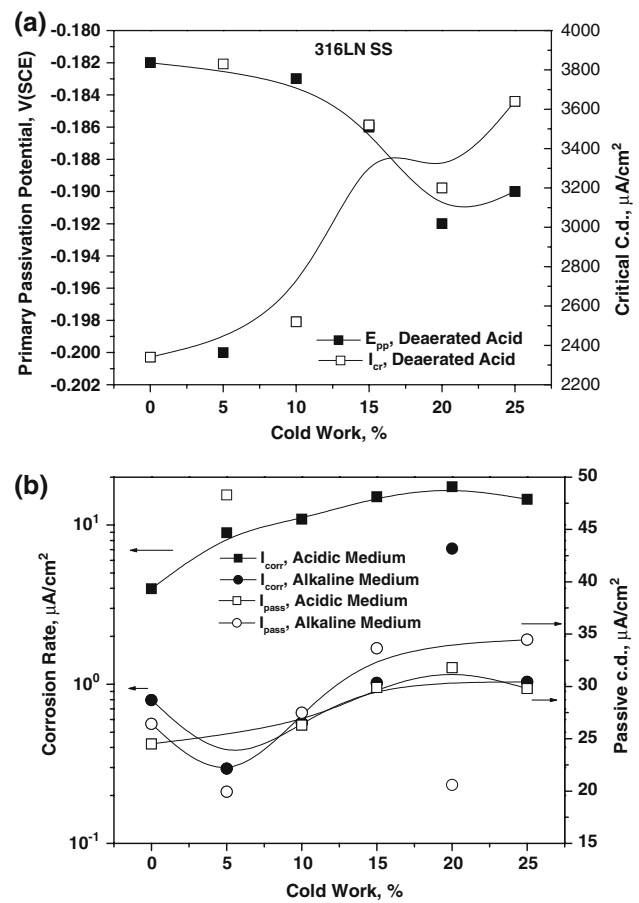 (a)
316LN SS
Primary Passivation Potential, V(SCE)
-0.180
-0.182
-0.184
-0.186
-0.188
-0.190
-0.192
-0.194
-0.196
-0.198
-0.200
-0.202
4000
3800
3600
3400
3200
3000
2800
2600
2400
2200
Critical C.d., µA/cm²
E_pp, Deaerated Acid
I_cr, Deaerated Acid
0 5 10 15 20 25
Cold Work, %
(b)
Corrosion Rate, µA/cm²
10¹
10⁰
10⁻¹
I_corr, Acidic Medium
I_corr, Alkaline Medium
I_pass, Acidic Medium
I_pass, Alkaline Medium
50
45
40
35
30
25
20
15
Passive c.d., µA/cm²
0 5 10 15 20 25
Cold Work, %